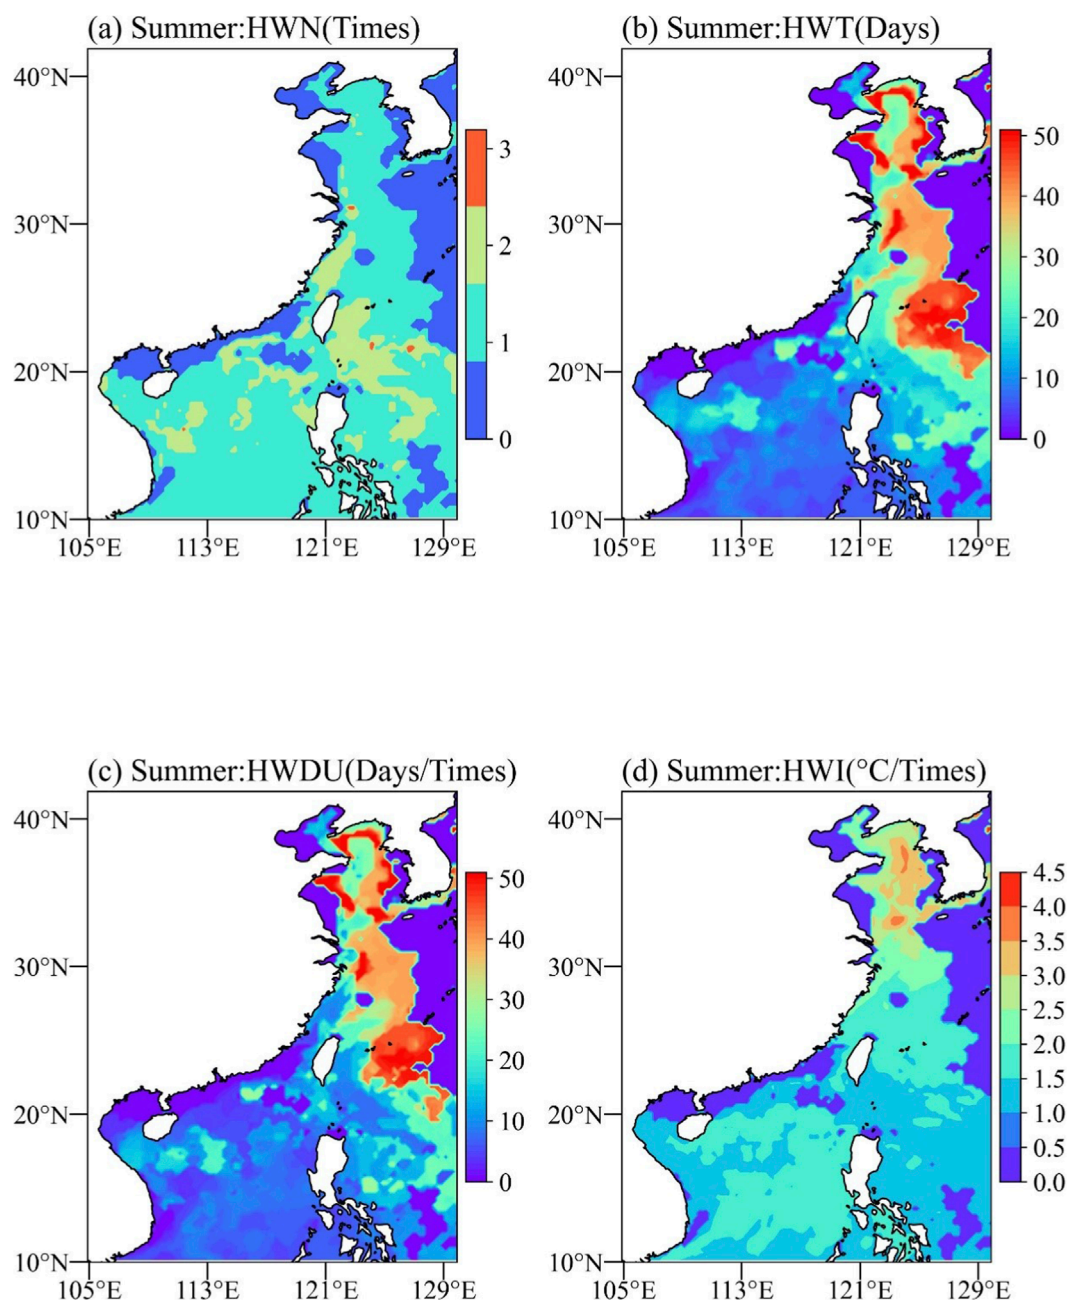 (a) Summer:HWN(Times)
40°N
30°N
20°N
10°N
105°E 113°E 121°E 129°E
3
2
1
0
(b) Summer:HWT(Days)
40°N
30°N
20°N
10°N
105°E 113°E 121°E 129°E
50
40
30
20
10
0
(c) Summer:HWDU(Days/Times)
40°N
30°N
20°N
10°N
105°E 113°E 121°E 129°E
50
40
30
20
10
0
(d) Summer:HWI(°C/Times)
40°N
30°N
20°N
10°N
105°E 113°E 121°E 129°E
4.5
4.0
3.5
3.0
2.5
2.0
1.5
1.0
0.5
0.0